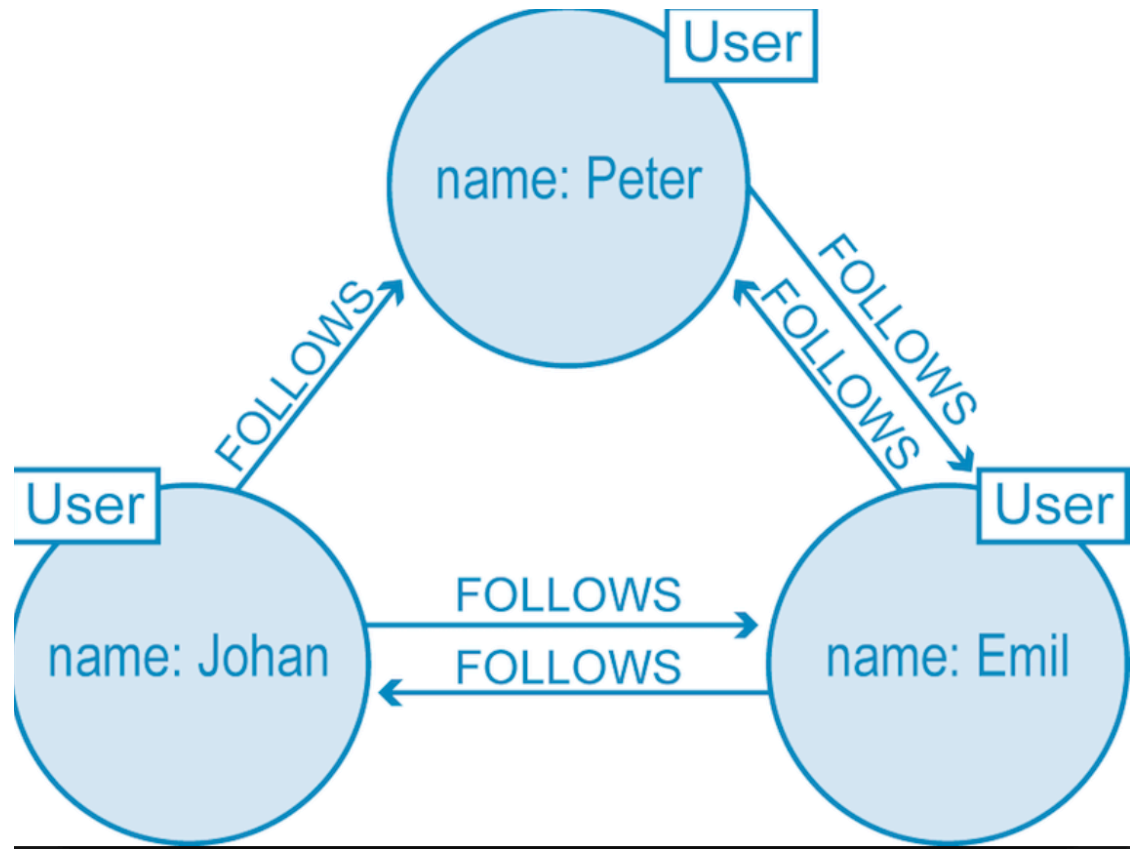 User
name: Peter
FOLLOWS
FOLLOWS
FOLLOWS
User
User
FOLLOWS
name: Johan
name: Emil
FOLLOWS